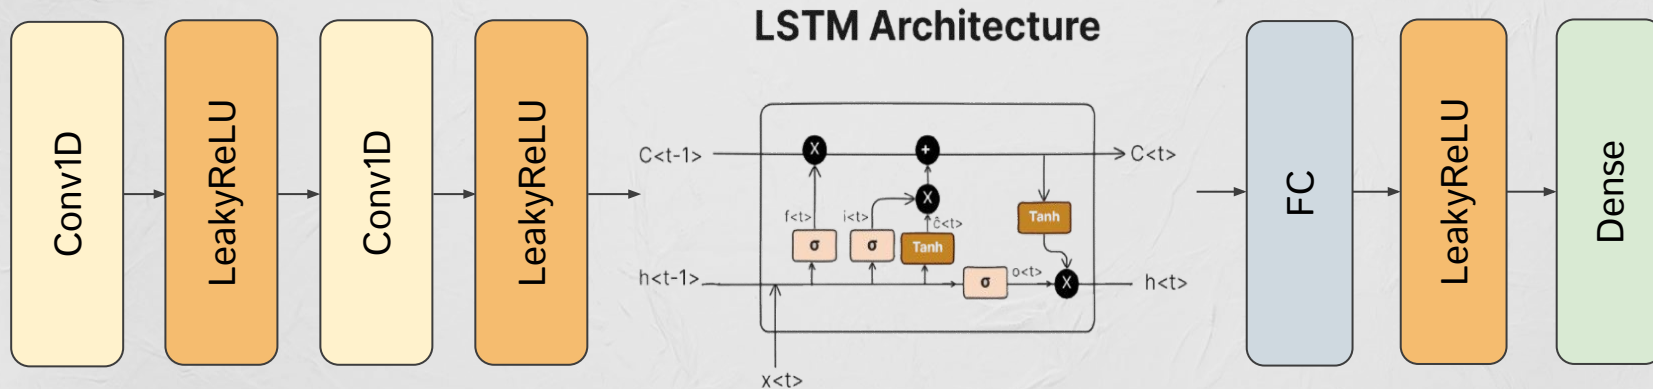 LSTM Architecture
Conv1D
LeakyReLU
Conv1D
LeakyReLU
C<t-1>
X
+
C<t>
X
f<t>
i<t>
c̃<t>
Tanh
σ
σ
Tanh
h<t-1>
σ
o<t>
X
h<t>
x<t>
FC
LeakyReLU
Dense